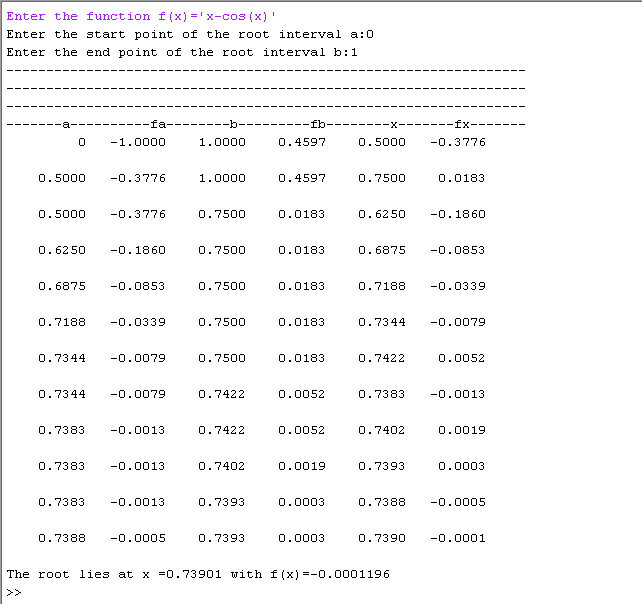 Enter the function f(x)='x-cos(x)'
Enter the start point of the root interval a:0
Enter the end point of the root interval b:1
-----------------------------------------------------------------
-----------------------------------------------------------------
-----------------------------------------------------------------
-------a----------fa-------b---------fb--------x-------fx-------
0 -1.0000 1.0000 0.4597 0.5000 -0.3776
0.5000 -0.3776 1.0000 0.4597 0.7500 0.0183
0.5000 -0.3776 0.7500 0.0183 0.6250 -0.1860
0.6250 -0.1860 0.7500 0.0183 0.6875 -0.0853
0.6875 -0.0853 0.7500 0.0183 0.7188 -0.0339
0.7188 -0.0339 0.7500 0.0183 0.7344 -0.0079
0.7344 -0.0079 0.7500 0.0183 0.7422 0.0052
0.7344 -0.0079 0.7422 0.0052 0.7383 -0.0013
0.7383 -0.0013 0.7422 0.0052 0.7402 0.0019
0.7383 -0.0013 0.7402 0.0019 0.7393 0.0003
0.7383 -0.0013 0.7393 0.0003 0.7388 -0.0005
0.7388 -0.0005 0.7393 0.0003 0.7390 -0.0001
The root lies at x =0.73901 with f(x)=-0.0001196
>>